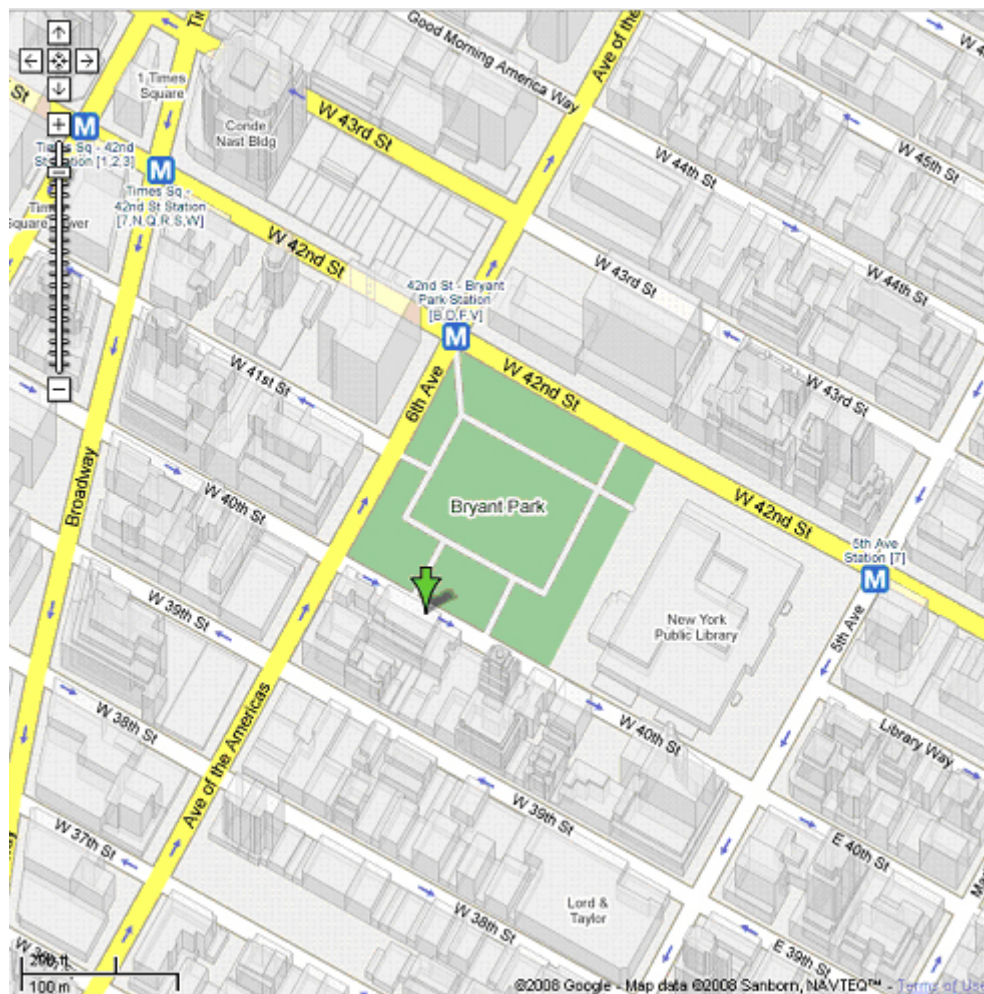 Good Morning America Way
Ave of the
1 Times
Square
St
W 43rd St
Conde
Nast Bldg
W 44th St
W 45th St
Times Sq - 42nd
St Station [1,2,3]
Times Sq -
42nd St Station
[7,N,Q,R,S,W]
W 42nd St
W 43rd St
W 44th St
42nd St - Bryant
Park Station
[B,D,F,V]
W 41st St
6th Ave
W 42nd St
W 43rd St
Broadway
W 40th St
Bryant Park
W 42nd St
5th Ave
Station [7]
W 39th St
New York
Public Library
5th Ave
W 38th St
Ave of the Americas
W 40th St
Library Way
W 37th St
W 39th St
E 40th St
Lord &
Taylor
W 38th St
E 39th St
200 ft
100 m
©2008 Google - Map data ©2008 Sanborn, NAVTEQ™ - Terms of Use